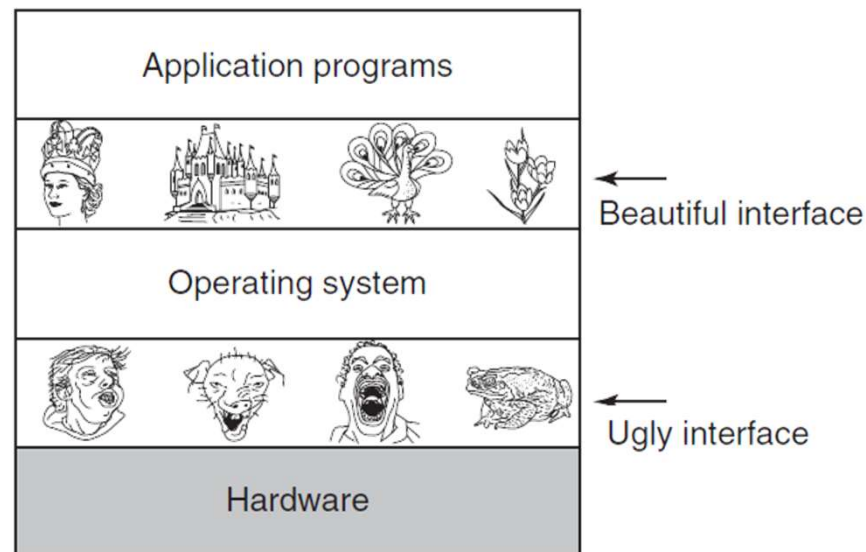 Application programs
Beautiful interface
Operating system
Ugly interface
Hardware